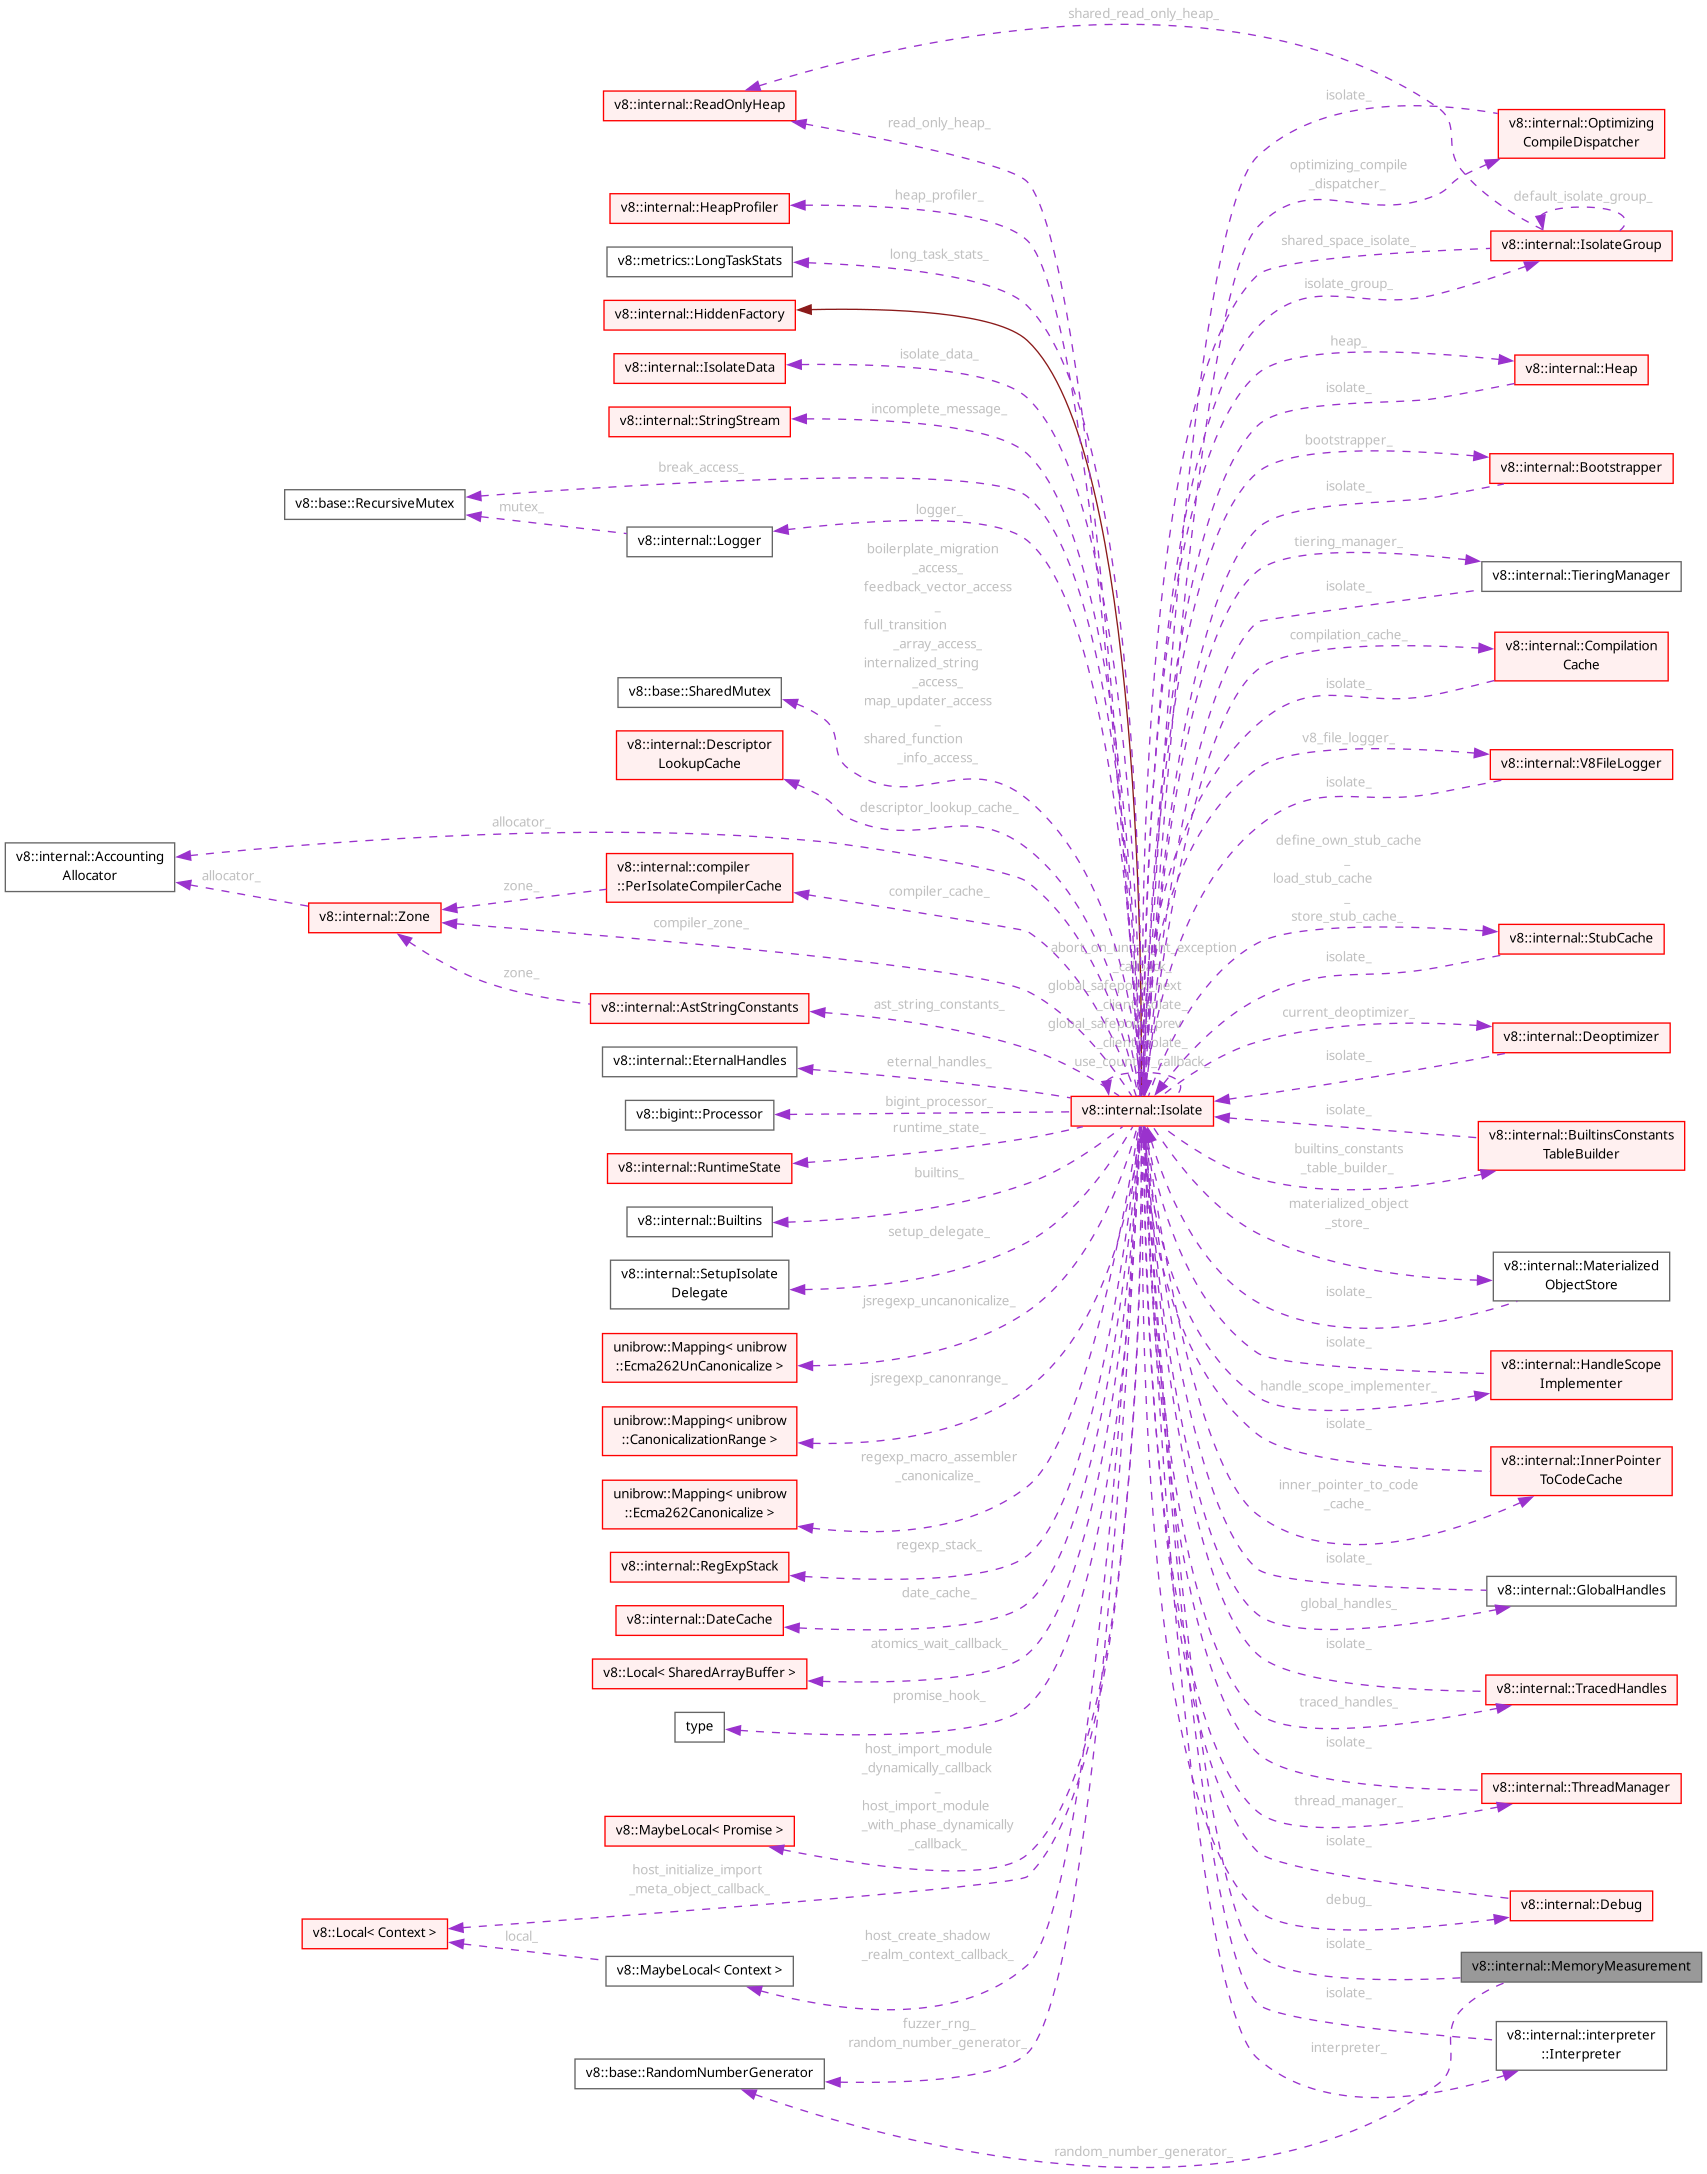 shared_read_only_heap_
v8::internal::ReadOnlyHeap
read_only_heap_
isolate_
v8::internal::Optimizing
CompileDispatcher
optimizing_compile
_dispatcher_
default_isolate_group_
v8::internal::HeapProfiler
heap_profiler_
v8::metrics::LongTaskStats
long_task_stats_
shared_space_isolate_
v8::internal::IsolateGroup
isolate_group_
v8::internal::HiddenFactory
heap_
v8::internal::IsolateData
isolate_data_
v8::internal::Heap
isolate_
v8::internal::StringStream
incomplete_message_
bootstrapper_
v8::internal::Bootstrapper
isolate_
break_access_
v8::base::RecursiveMutex
mutex_
logger_
v8::internal::Logger
tiering_manager_
v8::internal::TieringManager
isolate_
boilerplate_migration
_access_
feedback_vector_access
_
full_transition
_array_access_
internalized_string
_access_
map_updater_access
_
shared_function
_info_access_
compilation_cache_
v8::internal::Compilation
Cache
isolate_
v8::base::SharedMutex
v8::internal::Descriptor
LookupCache
descriptor_lookup_cache_
v8_file_logger_
v8::internal::V8FileLogger
isolate_
allocator_
v8::internal::Accounting
Allocator
allocator_
v8::internal::compiler
::PerIsolateCompilerCache
zone_
compiler_cache_
v8::internal::Zone
compiler_zone_
define_own_stub_cache
_
load_stub_cache
_
store_stub_cache_
v8::internal::StubCache
isolate_
zone_
v8::internal::AstStringConstants
ast_string_constants_
_client_isolate_
_client_isolate_
current_deoptimizer_
v8::internal::Deoptimizer
isolate_
v8::internal::EternalHandles
eternal_handles_
v8::bigint::Processor
bigint_processor_
v8::internal::Isolate
isolate_
v8::internal::BuiltinsConstants
TableBuilder
builtins_constants
_table_builder_
v8::internal::RuntimeState
runtime_state_
v8::internal::Builtins
builtins_
materialized_object
_store_
v8::internal::SetupIsolate
Delegate
setup_delegate_
v8::internal::Materialized
ObjectStore
isolate_
unibrow::Mapping< unibrow
::Ecma262UnCanonicalize >
jsregexp_uncanonicalize_
isolate_
v8::internal::HandleScope
Implementer
handle_scope_implementer_
unibrow::Mapping< unibrow
::CanonicalizationRange >
jsregexp_canonrange_
isolate_
v8::internal::InnerPointer
ToCodeCache
inner_pointer_to_code
_cache_
unibrow::Mapping< unibrow
::Ecma262Canonicalize >
regexp_macro_assembler
_canonicalize_
v8::internal::RegExpStack
regexp_stack_
isolate_
v8::internal::GlobalHandles
global_handles_
v8::internal::DateCache
date_cache_
v8::Local< SharedArrayBuffer >
atomics_wait_callback_
isolate_
v8::internal::TracedHandles
traced_handles_
type
promise_hook_
isolate_
v8::internal::ThreadManager
thread_manager_
host_import_module
_dynamically_callback
_
host_import_module
_with_phase_dynamically
_callback_
v8::MaybeLocal< Promise >
isolate_
v8::internal::Debug
debug_
host_initialize_import
_meta_object_callback_
v8::Local< Context >
local_
v8::MaybeLocal< Context >
host_create_shadow
_realm_context_callback_
isolate_
v8::internal::MemoryMeasurement
isolate_
v8::internal::interpreter
::Interpreter
interpreter_
fuzzer_rng_
random_number_generator_
v8::base::RandomNumberGenerator
random_number_generator_